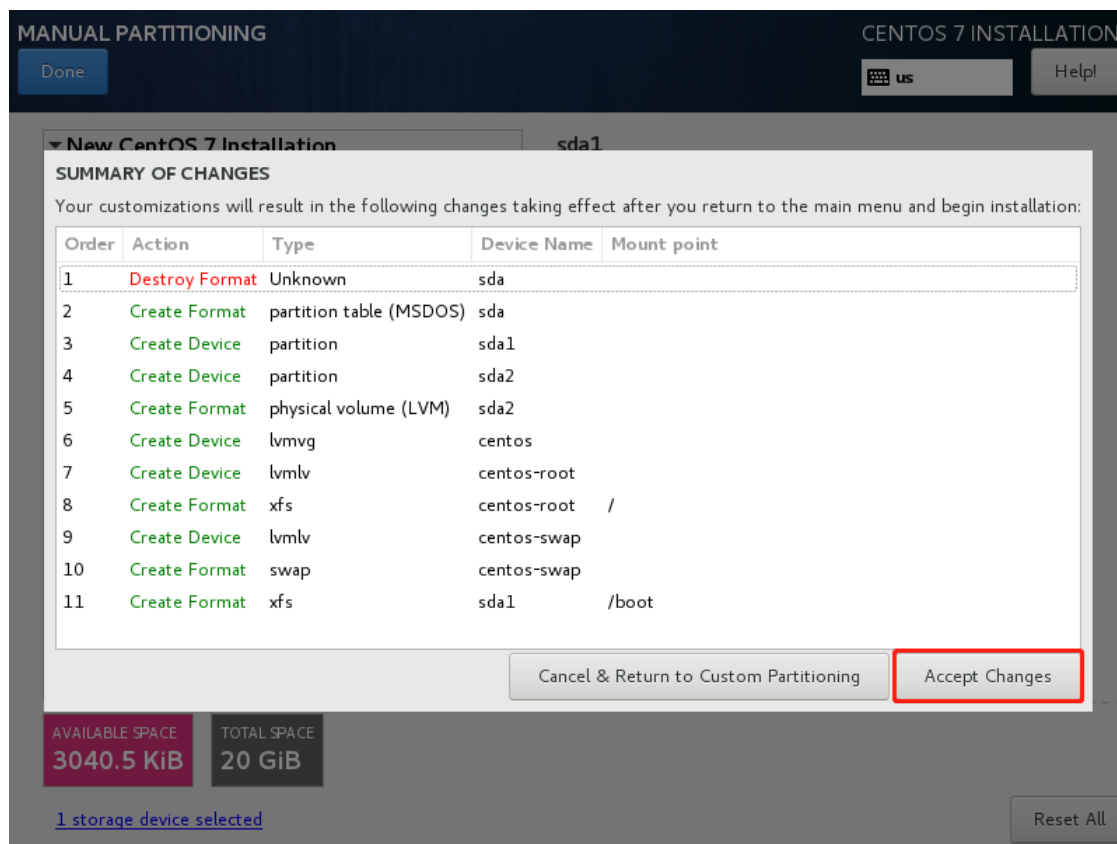 MANUAL PARTITIONING
CENTOS 7 INSTALLATION
Done
us
Help!
New CentOS 7 Installation
sda1
SUMMARY OF CHANGES
Your customizations will result in the following changes taking effect after you return to the main menu and begin installation:
Order Action Type Device Name Mount point
1 Destroy Format Unknown sda
2 Create Format partition table (MSDOS) sda
3 Create Device partition sda1
4 Create Device partition sda2
5 Create Format physical volume (LVM) sda2
6 Create Device lvmvg centos
7 Create Device lvmlv centos-root
8 Create Format xfs centos-root /
9 Create Device lvmlv centos-swap
10 Create Format swap centos-swap
11 Create Format xfs sda1 /boot
Cancel & Return to Custom Partitioning
Accept Changes
AVAILABLE SPACE
3040.5 KiB
TOTAL SPACE
20 GiB
1 storage device selected
Reset All